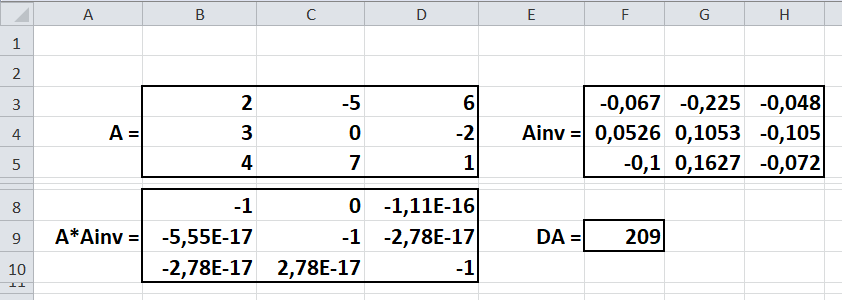 A B C D E F G H
1
2
3 2 -5 6 -0,067 -0,225 -0,048
4 A = 3 0 -2 Ainv = 0,0526 0,1053 -0,105
5 4 7 1 -0,1 0,1627 -0,072
8 -1 0 -1,11E-16
9 A*Ainv = -5,55E-17 -1 -2,78E-17 DA = 209
10 -2,78E-17 2,78E-17 -1
11